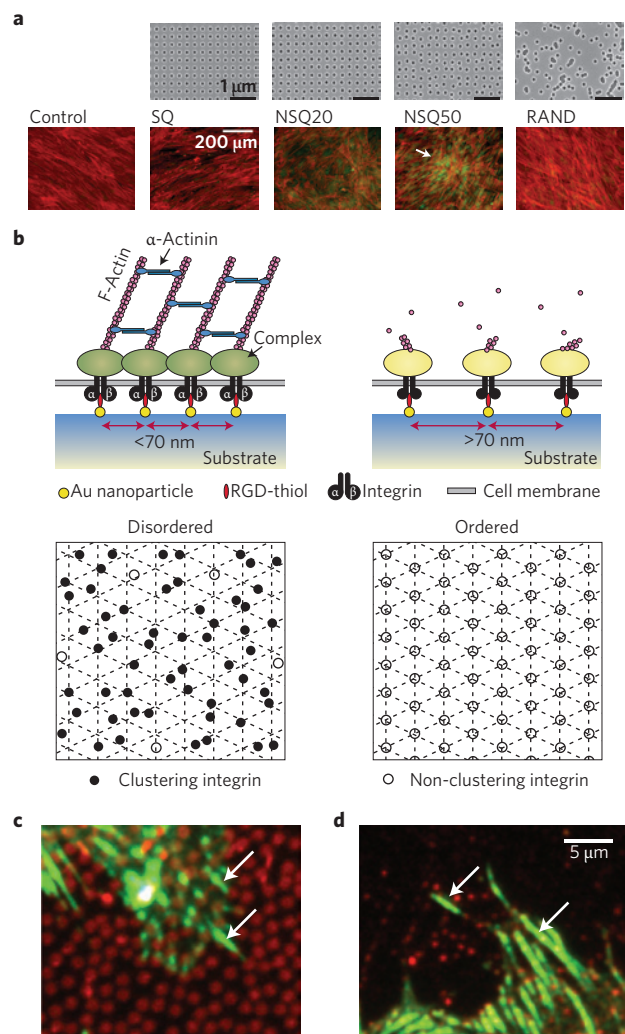 a
1 μm
Control
SQ
NSQ20
NSQ50
RAND
200 μm
b
α-Actinin
F-Actin
Complex
α β
<70 nm
>70 nm
Substrate
Substrate
Au nanoparticle
RGD-thiol
α β
Integrin
Cell membrane
Disordered
Ordered
Clustering integrin
Non-clustering integrin
c
d
5 μm